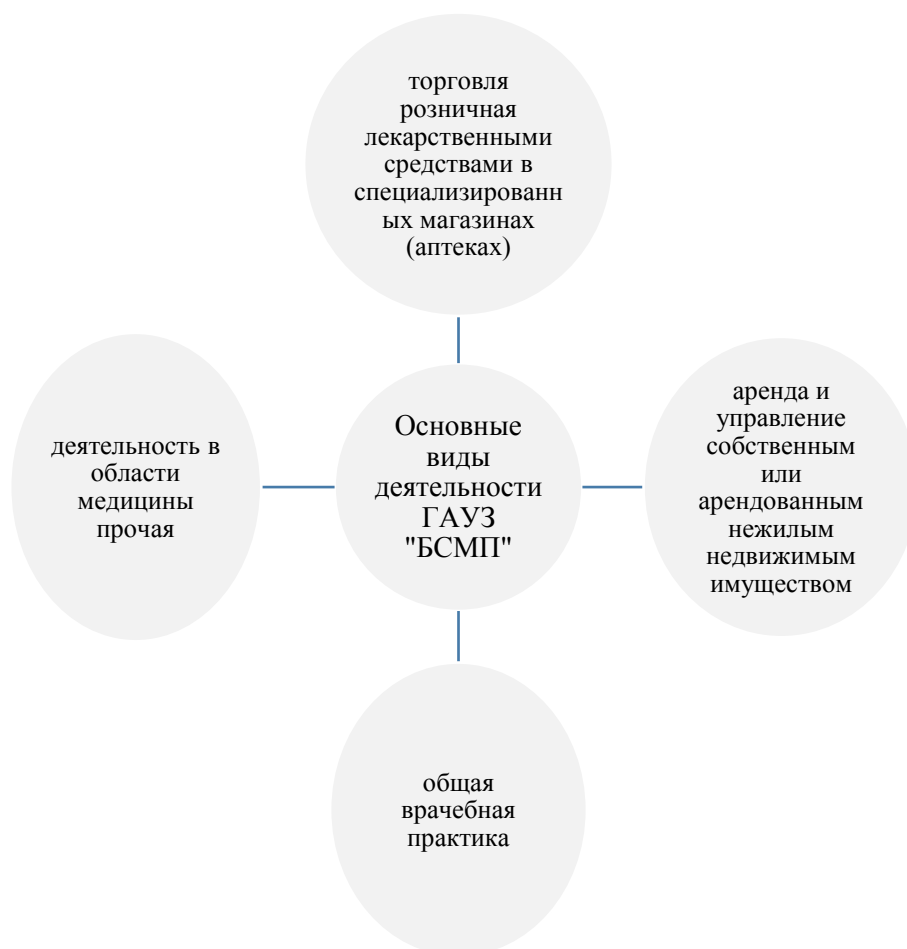 торговля
розничная
лекарственными
средствами в
специализированн
ых магазинах
(аптеках)
деятельность в
области
медицины
прочая
Основные
виды
деятельности
ГАУЗ
"БСМП"
аренда и
управление
собственным
или
арендованным
нежилым
недвижимым
имуществом
общая
врачебная
практика